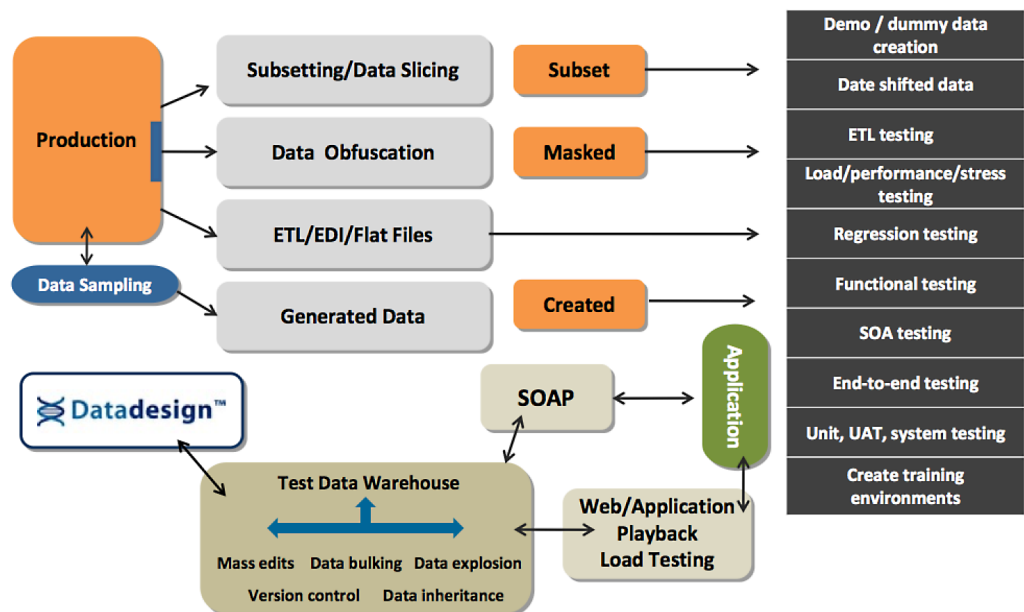 Production
Data Sampling
Subsetting/Data Slicing
Data Obfuscation
ETL/EDI/Flat Files
Generated Data
Subset
Masked
Created
Demo / dummy data
creation
Date shifted data
ETL testing
Load/performance/stress
testing
Regression testing
Functional testing
SOA testing
End-to-end testing
Unit, UAT, system testing
Create training
environments
Datadesign™
SOAP
Application
Test Data Warehouse
Mass edits Data bulking Data explosion
Version control Data inheritance
Web/Application
Playback
Load Testing